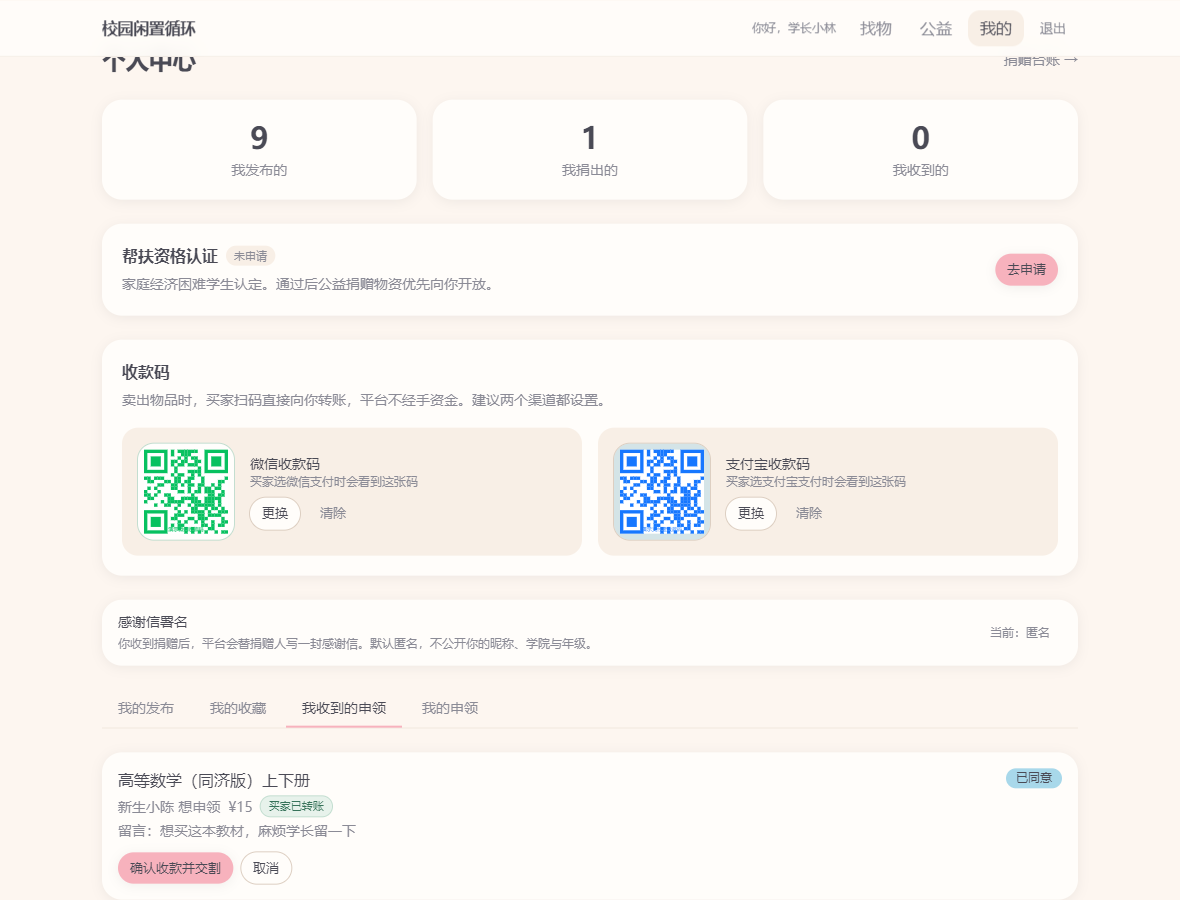 校园闲置循环
你好，学长小林 找物 公益 我的 退出
个人中心
捐赠台账 →
9
我发布的
1
我捐出的
0
我收到的
帮扶资格认证 未申请
家庭经济困难学生认定。通过后公益捐赠物资优先向你开放。
去申请
收款码
卖出物品时，买家扫码直接向你转账，平台不经手资金。建议两个渠道都设置。
微信收款码
买家选微信支付时会看到这张码
更换 清除
支付宝收款码
买家选支付宝支付时会看到这张码
更换 清除
感谢信署名
你收到捐赠后，平台会替捐赠人写一封感谢信。默认匿名，不公开你的昵称、学院与年级。
当前：匿名
我的发布 我的收藏 我收到的申领 我的申领
高等数学（同济版）上下册
已同意
新生小陈 想申领 ¥15 买家已转账
留言：想买这本教材，麻烦学长留一下
确认收款并交割 取消